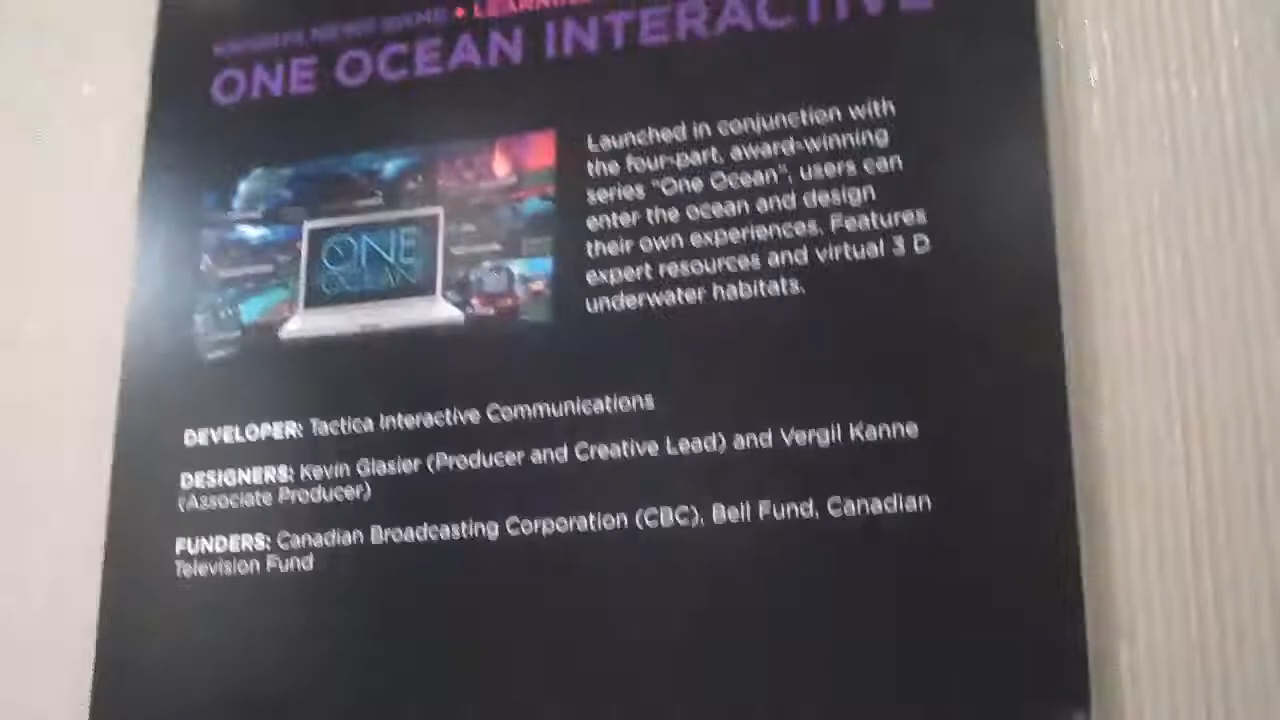 LEARNING
ONE OCEAN INTERACTIVE
Launched in conjunction with
the four-part, award-winning
series "One Ocean", users can
enter the ocean and design
their own experiences. Features
expert resources and virtual 3 D
underwater habitats.
ONE
OCEAN
DEVELOPER: Tactica Interactive Communications
DESIGNERS: Kevin Glasier (Producer and Creative Lead) and Vergil Kanne
(Associate Producer)
FUNDERS: Canadian Broadcasting Corporation (CBC), Bell Fund, Canadian
Television Fund